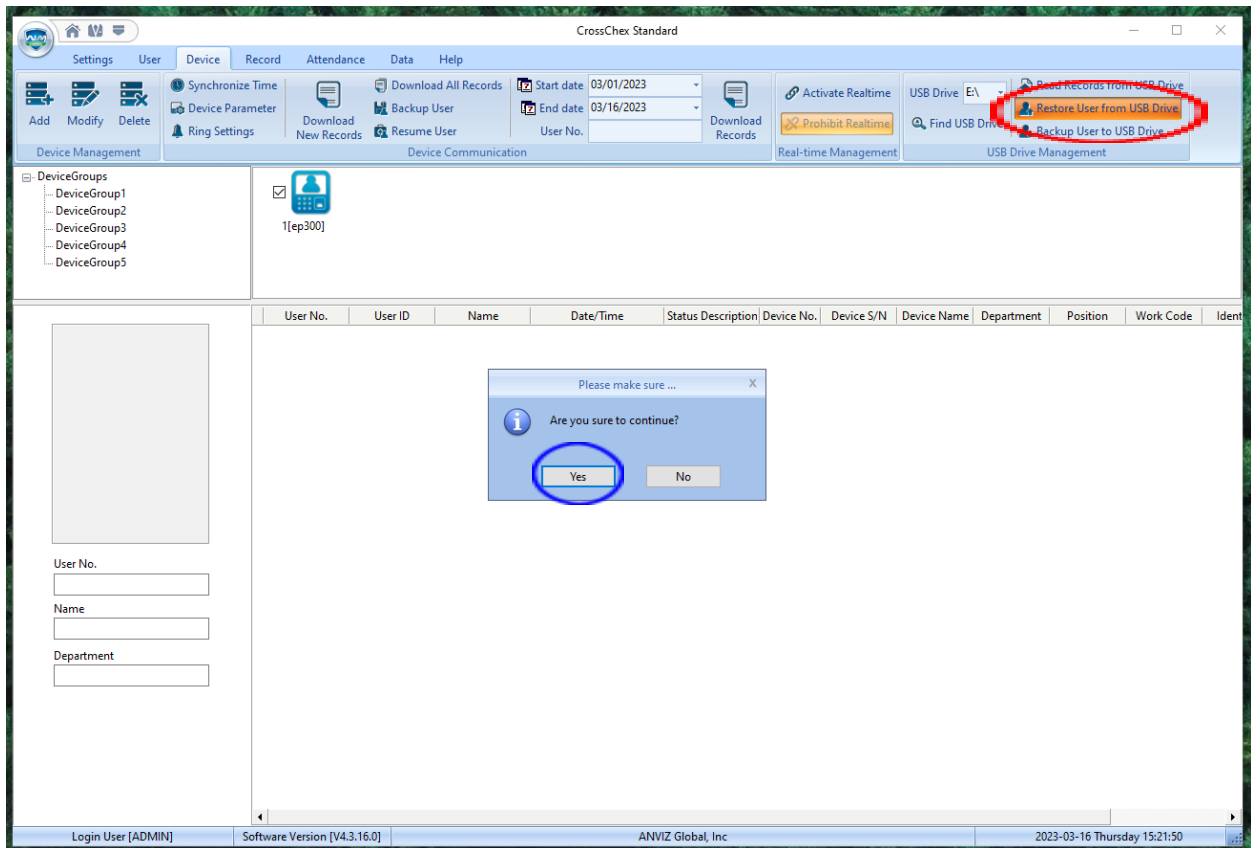 CrossChex Standard
Settings User Device Record Attendance Data Help
Add
Modify
Delete
Device Management
Synchronize Time
Device Parameter
Ring Settings
Download
New Records
Download All Records
Backup User
Resume User
Start date 03/01/2023
End date 03/16/2023
User No.
Download
Records
Device Communication
Activate Realtime
Prohibit Realtime
Real-time Management
USB Drive E:\
Find USB Drive
Read Records from USB Drive
Restore User from USB Drive
Backup User to USB Drive
USB Drive Management
DeviceGroups
DeviceGroup1
DeviceGroup2
DeviceGroup3
DeviceGroup4
DeviceGroup5
1[ep300]
User No. User ID Name Date/Time Status Description Device No. Device S/N Device Name Department Position Work Code Ident
Please make sure ... X
Are you sure to continue?
Yes No
User No.
Name
Department
Login User [ADMIN] Software Version [V4.3.16.0] ANVIZ Global, Inc 2023-03-16 Thursday 15:21:50